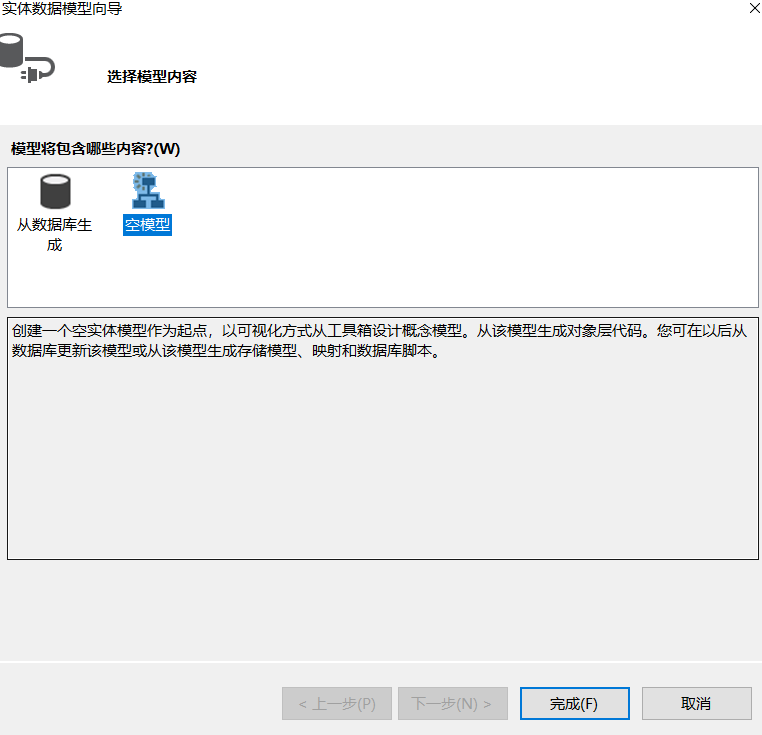 实体数据模型向导
选择模型内容
模型将包含哪些内容?(W)
从数据库生
成
空模型
创建一个空实体模型作为起点，以可视化方式从工具箱设计概念模型。从该模型生成对象层代码。您可在以后从
数据库更新该模型或从该模型生成存储模型、映射和数据库脚本。
< 上一步(P)
下一步(N) >
完成(F)
取消